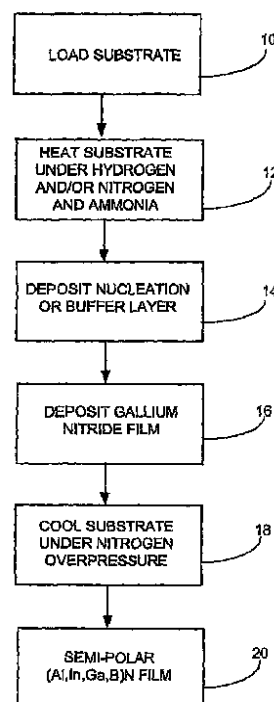 LOAD SUBSTRATE
10
HEAT SUBSTRATE
UNDER HYDROGEN
AND/OR NITROGEN
AND AMMONIA
12
DEPOSIT NUCLEATION
OR BUFFER LAYER
14
DEPOSIT GALLIUM
NITRIDE FILM
16
COOL SUBSTRATE
UNDER NITROGEN
OVERPRESSURE
18
SEMI-POLAR
(Al,In,Ga,B)N FILM
20